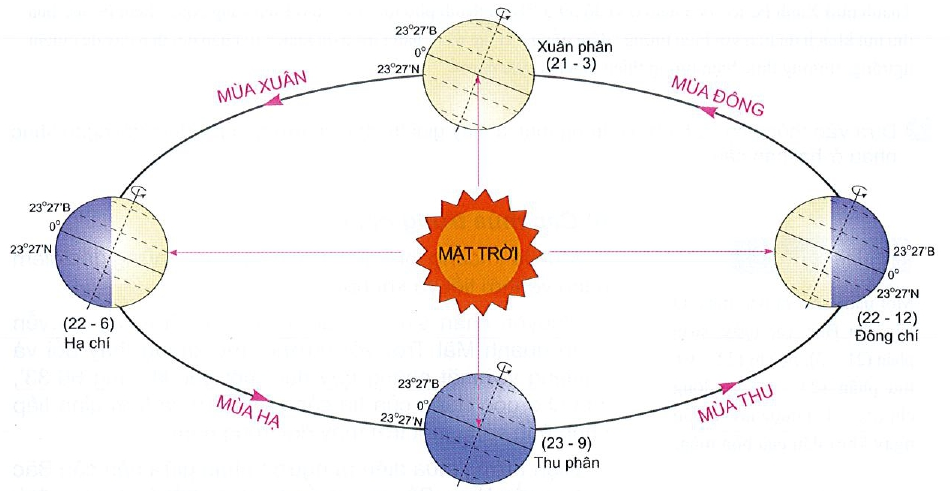 23°27'B
0°
23°27'N
Xuân phân
(21 - 3)
MÙA XUÂN
MÙA ĐÔNG
23°27'B
0°
23°27'N
(22 - 6)
Hạ chí
MẶT TRỜI
23°27'B
0°
23°27'N
(22 - 12)
Đông chí
MÙA HẠ
MÙA THU
23°27'B
0°
23°27'N
(23 - 9)
Thu phân